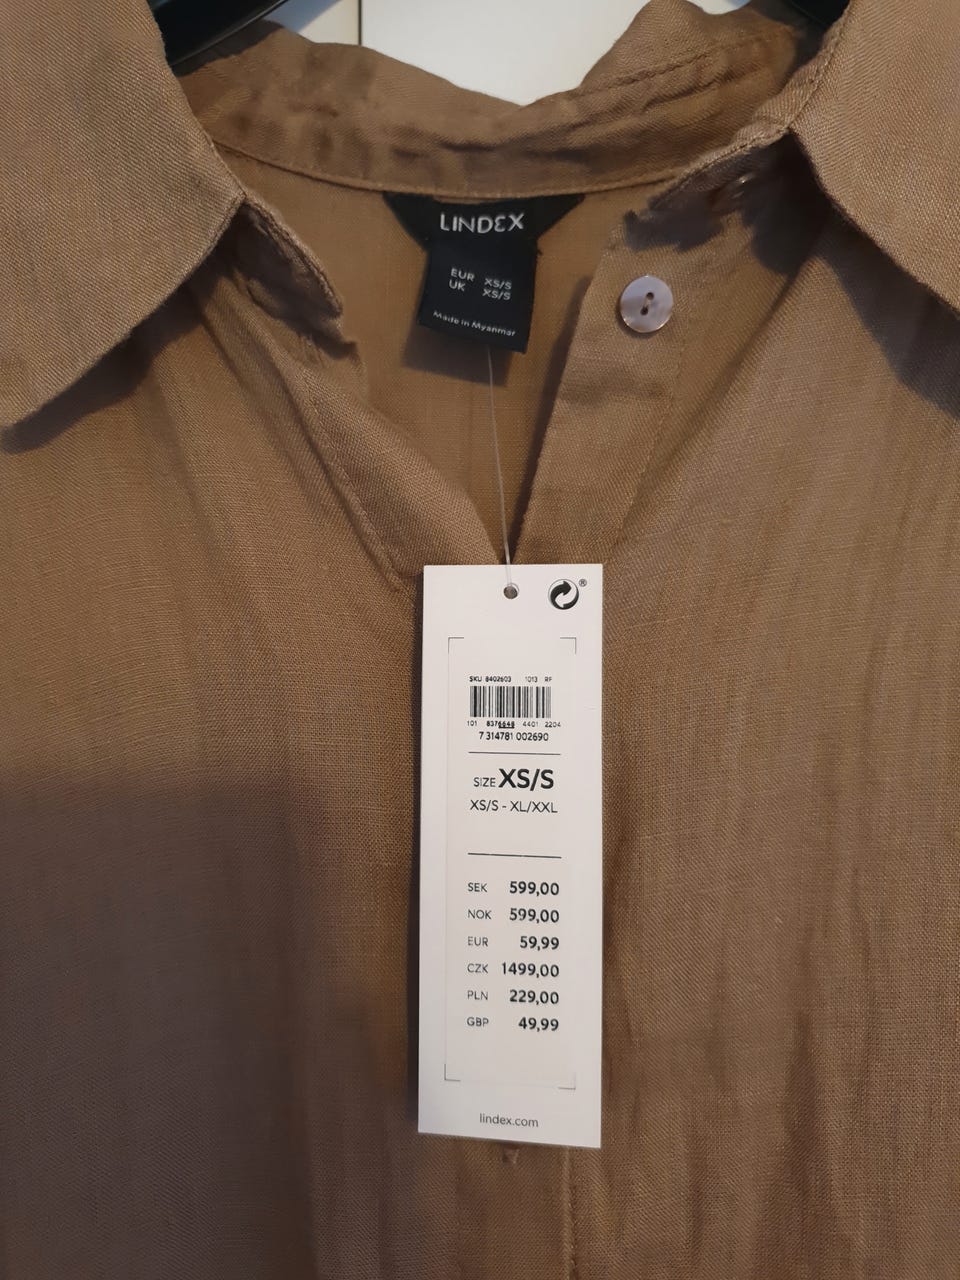 LINDEX
EUR XS/S
UK XS/S
Made in Myanmar
®
SKU 8402603 1013 RF
101 8376648 4401 2204
7 314781 002690
SIZE XS/S
XS/S - XL/XXL
SEK 599,00
NOK 599,00
EUR 59,99
CZK 1499,00
PLN 229,00
GBP 49,99
lindex.com